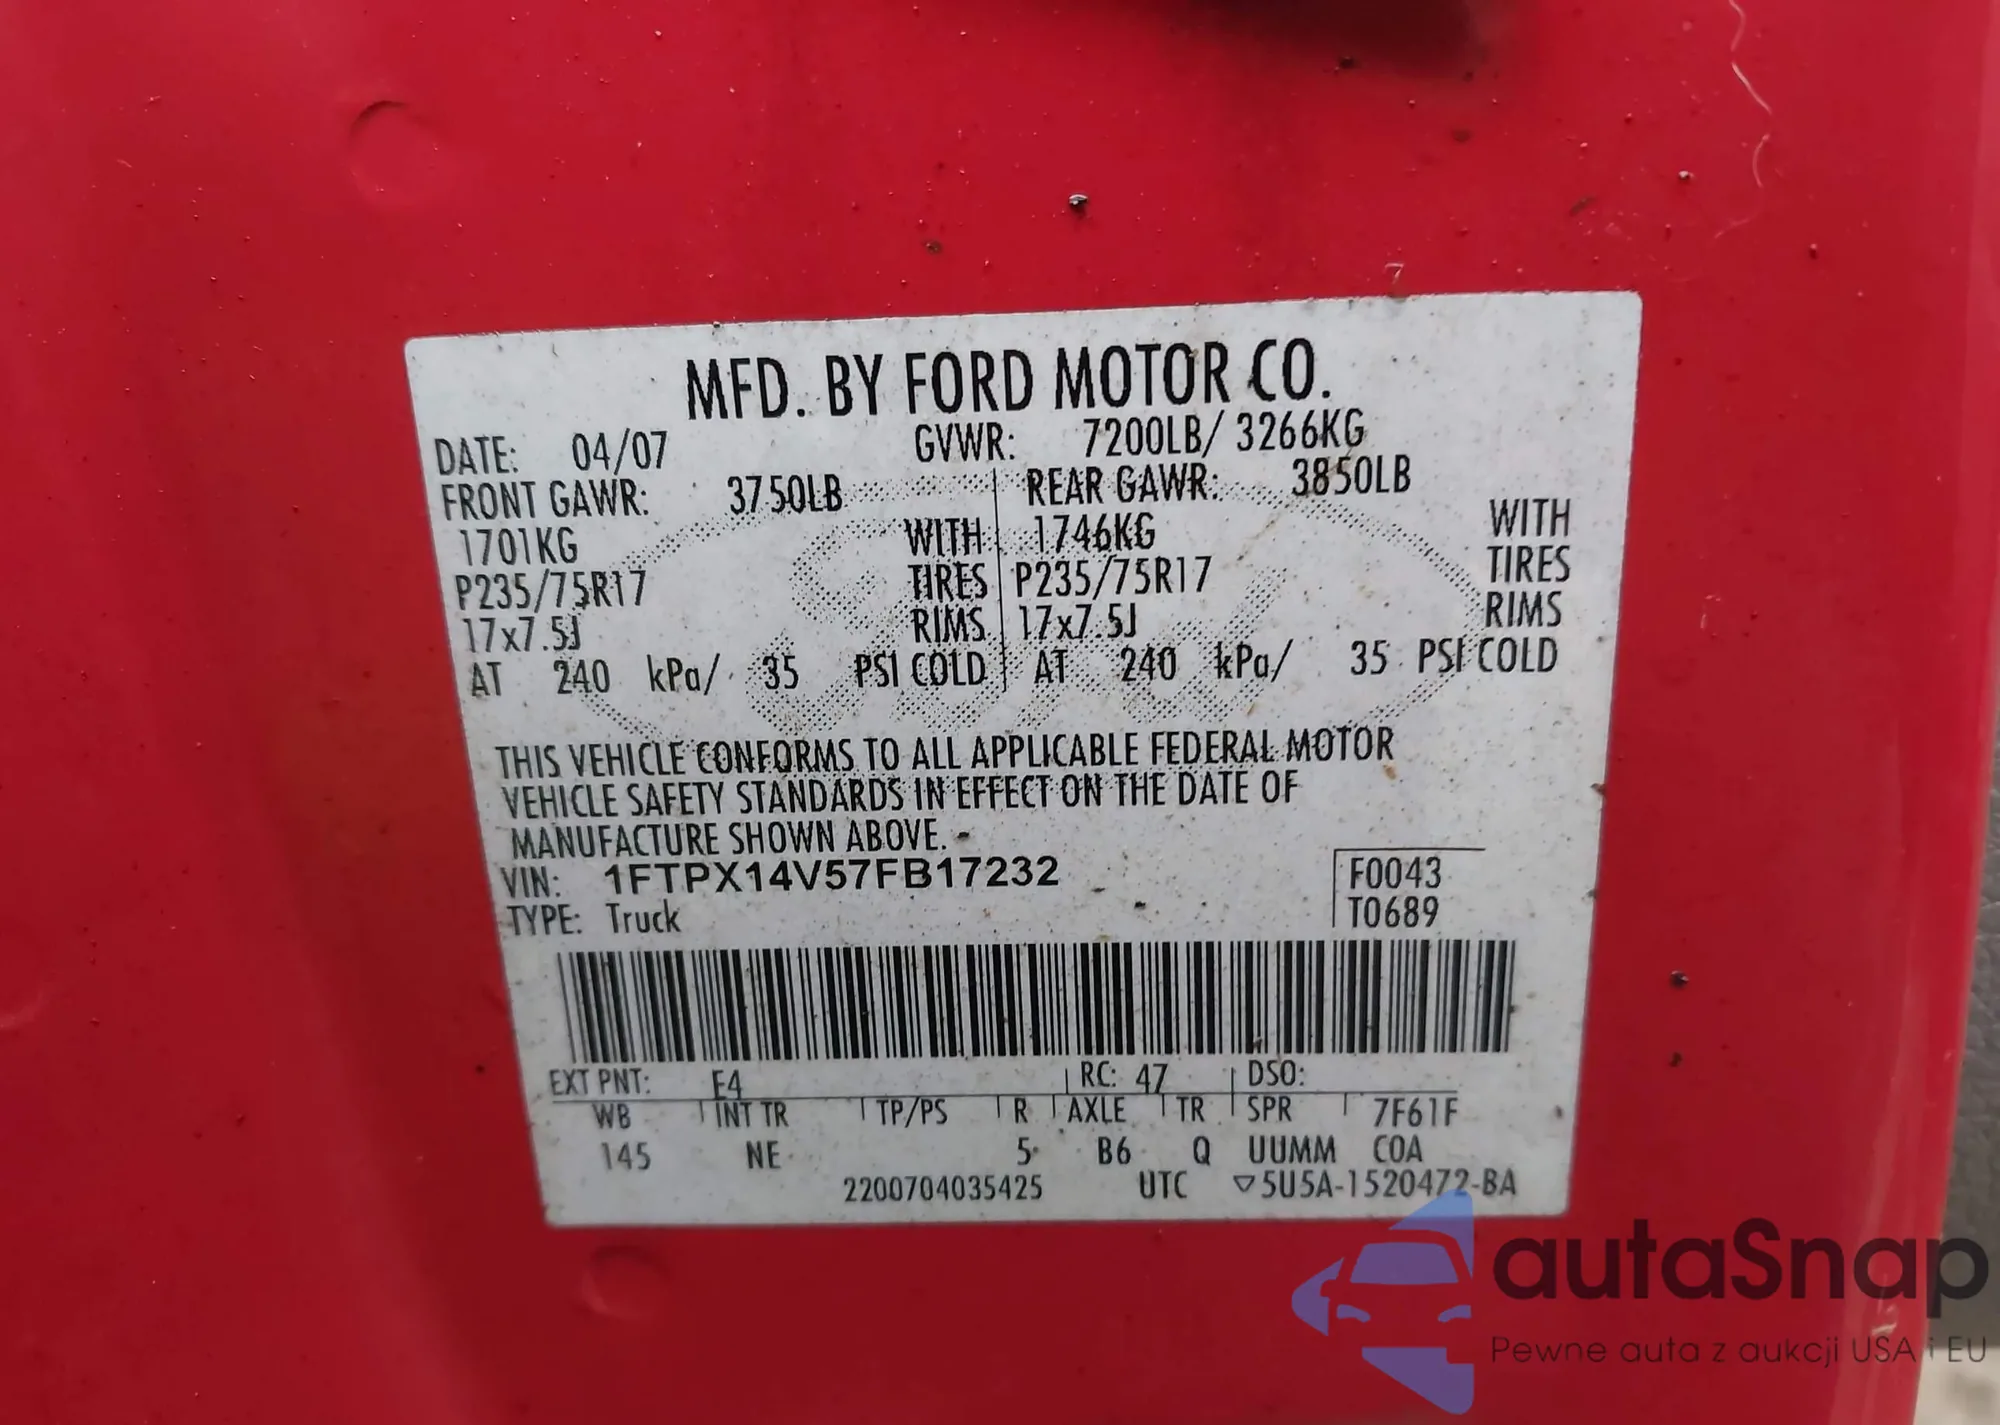 MFD. BY FORD MOTOR CO.
DATE: 04/07 GVWR: 7200LB/ 3266KG
FRONT GAWR: 3750LB REAR GAWR: 3850LB
1701KG WITH 1746KG WITH
P235/75R17 TIRES P235/75R17 TIRES
17x7.5J RIMS 17x7.5J RIMS
AT 240 kPa/ 35 PSI COLD AT 240 kPa/ 35 PSI COLD
THIS VEHICLE CONFORMS TO ALL APPLICABLE FEDERAL MOTOR
VEHICLE SAFETY STANDARDS IN EFFECT ON THE DATE OF
MANUFACTURE SHOWN ABOVE.
VIN: 1FTPX14V57FB17232 F0043
TYPE: Truck T0689
EXT PNT: E4 RC: 47 DSO:
WB INT TR TP/PS R AXLE TR SPR 7F61F
145 NE 5 B6 Q UUMM COA
2200704035425 UTC ▽5U5A-1520472-BA
autaSnap
Pewne auta z aukcji USA i EU